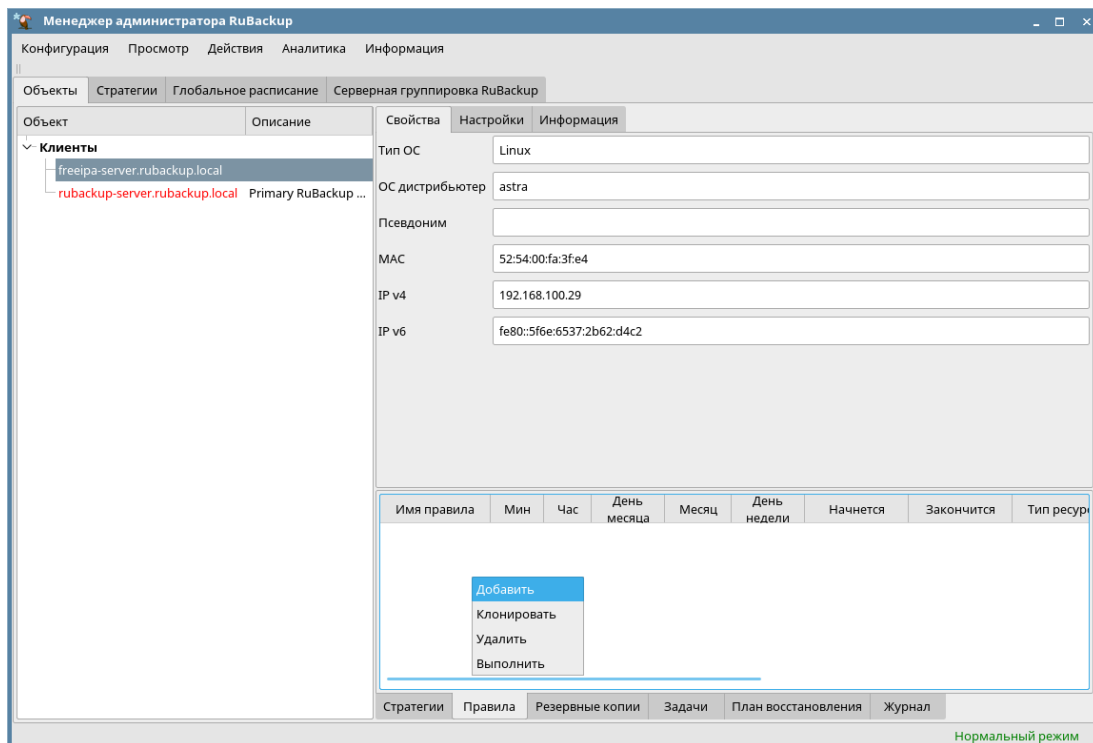 Менеджер администратора RuBackup
Конфигурация Просмотр Действия Аналитика Информация
Объекты Стратегии Глобальное расписание Серверная группировка RuBackup
Объект Описание
Клиенты
freeipa-server.rubackup.local
rubackup-server.rubackup.local Primary RuBackup ...
Свойства Настройки Информация
Тип ОС Linux
ОС дистрибьютер astra
Псевдоним
MAC 52:54:00:fa:3f:e4
IP v4 192.168.100.29
IP v6 fe80::5f6e:6537:2b62:d4c2
Имя правила Мин Час День месяца Месяц День недели Начнется Закончится Тип ресур
Добавить
Клонировать
Удалить
Выполнить
Стратегии Правила Резервные копии Задачи План восстановления Журнал
Нормальный режим